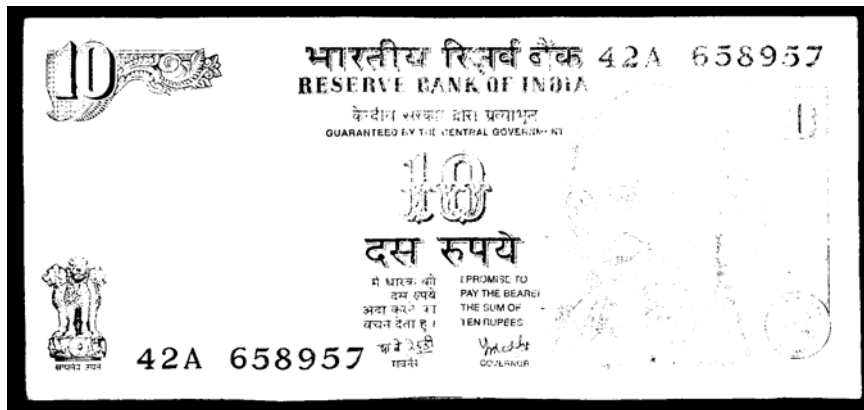 10
भारतीय रिज़र्व बैंक 42A 658957
RESERVE BANK OF INDIA
केन्द्रीय सरकार द्वारा प्रत्याभूत
GUARANTEED BY THE CENTRAL GOVERNMENT
10
दस रुपये
मैं धारक को
दस रुपये
अदा करने का
वचन देता हूँ।
गवर्नर
I PROMISE TO
PAY THE BEARER
THE SUM OF
TEN RUPEES
GOVERNOR
सत्यमेव जयते
42A 658957